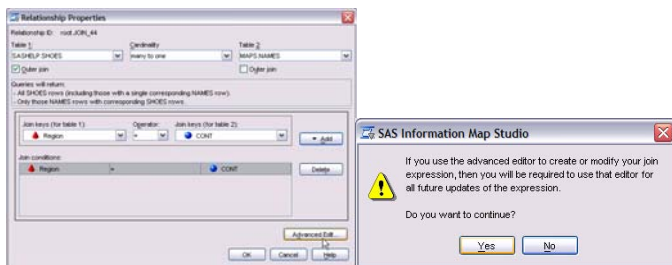 Relationship Properties
Relationship ID: root.JOIN_44
Table 1: Cardinality Table 2:
SASHELP.SHOES many to one MAPS.NAMES
Outer join Outer join
Queries will return:
- All SHOES rows (including those with a single corresponding NAMES row).
- Only those NAMES rows with corresponding SHOES rows.
Join keys (for table 1): Operator: Join keys (for table 2):
Region = CONT Add
Join conditions:
Region = CONT Delete
Advanced Edit...
OK Cancel Help
SAS Information Map Studio
If you use the advanced editor to create or modify your join
expression, then you will be required to use that editor for
all future updates of the expression.
Do you want to continue?
Yes No